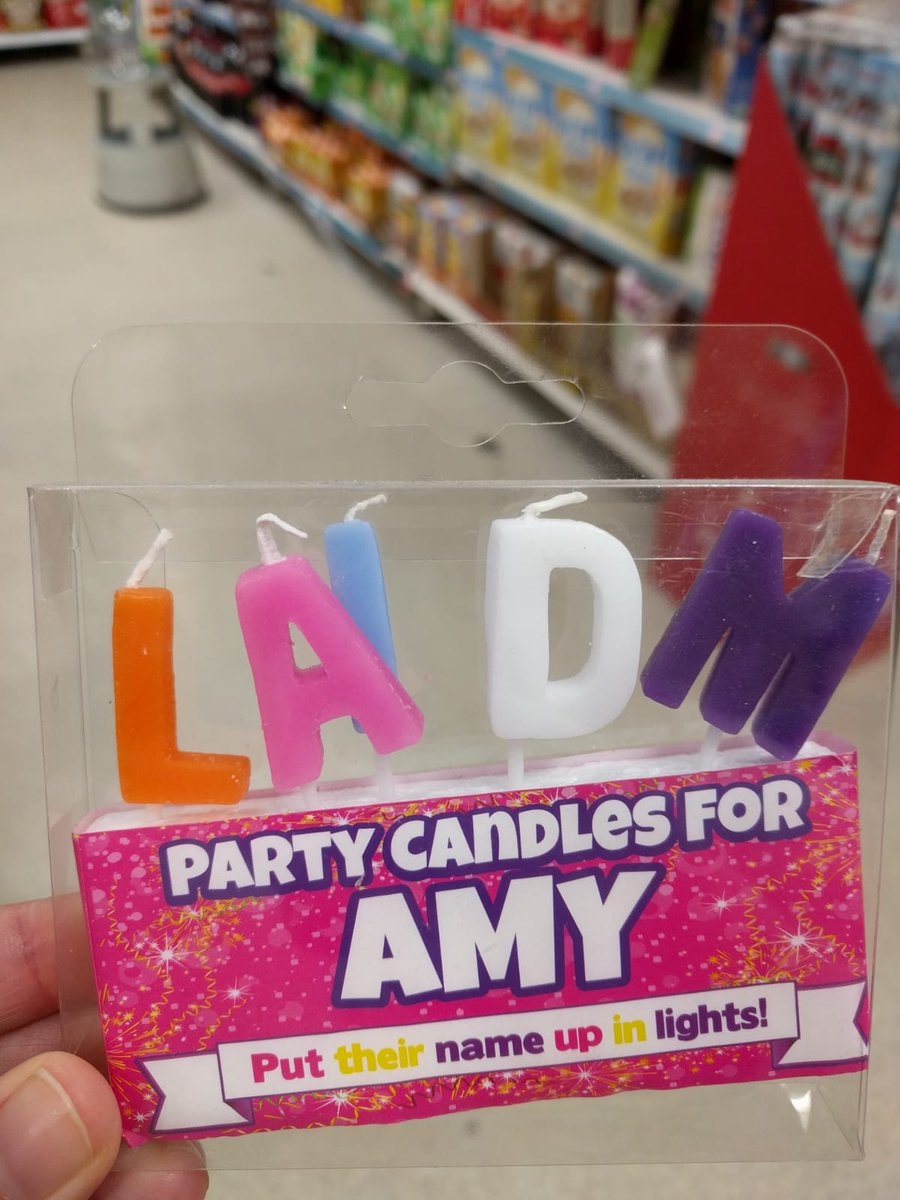 LAIDM
PARTY CANDLES FOR
AMY
Put their name up in lights!